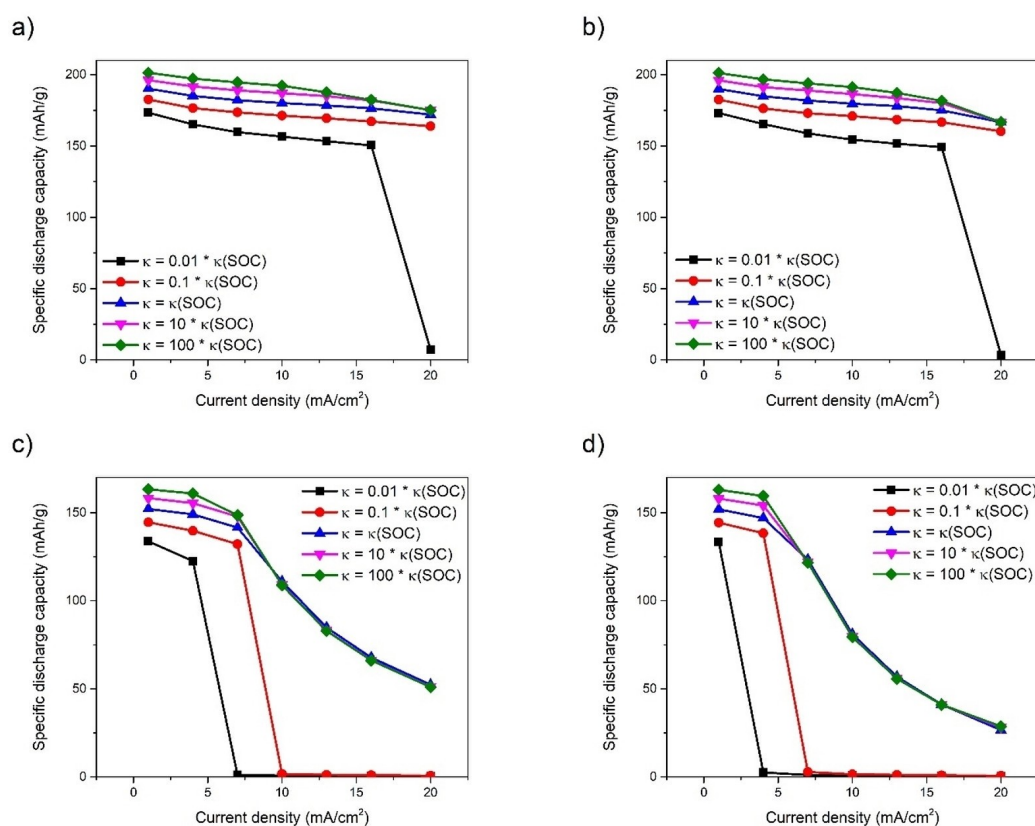 a)
Specific discharge capacity (mAh/g)
200
150
100
50
0
κ = 0.01 * κ(SOC)
κ = 0.1 * κ(SOC)
κ = κ(SOC)
κ = 10 * κ(SOC)
κ = 100 * κ(SOC)
0 5 10 15 20
Current density (mA/cm²)
b)
Specific discharge capacity (mAh/g)
200
150
100
50
0
κ = 0.01 * κ(SOC)
κ = 0.1 * κ(SOC)
κ = κ(SOC)
κ = 10 * κ(SOC)
κ = 100 * κ(SOC)
0 5 10 15 20
Current density (mA/cm²)
c)
Specific discharge capacity (mAh/g)
150
100
50
0
κ = 0.01 * κ(SOC)
κ = 0.1 * κ(SOC)
κ = κ(SOC)
κ = 10 * κ(SOC)
κ = 100 * κ(SOC)
0 5 10 15 20
Current density (mA/cm²)
d)
Specific discharge capacity (mAh/g)
150
100
50
0
κ = 0.01 * κ(SOC)
κ = 0.1 * κ(SOC)
κ = κ(SOC)
κ = 10 * κ(SOC)
κ = 100 * κ(SOC)
0 5 10 15 20
Current density (mA/cm²)